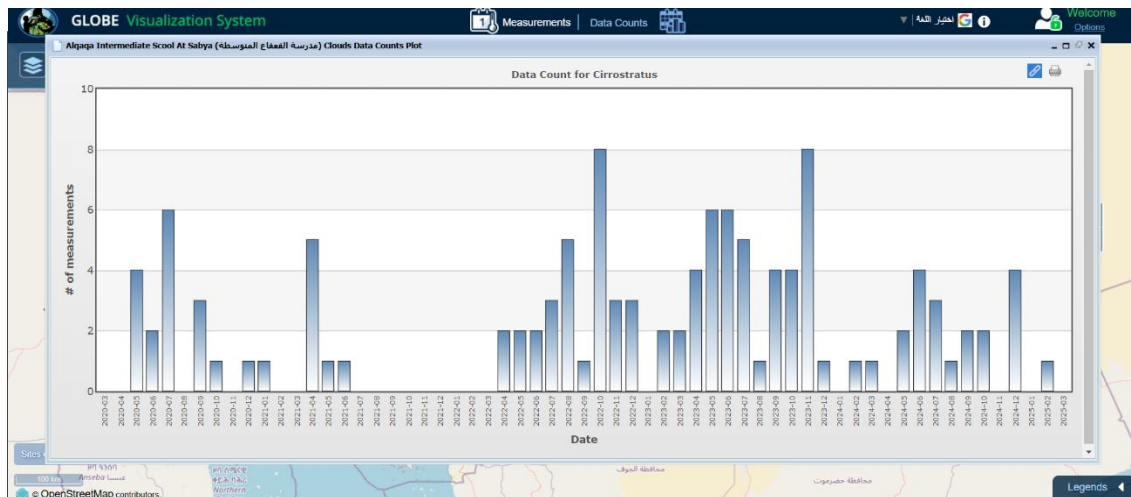 GLOBE Visualization System
1 Measurements | Data Counts
اختيار اللغة
Welcome
Options
Alqaqa Intermediate Scool At Sabya (مدرسة القعقاع المتوسطة) Clouds Data Counts Plot
Data Count for Cirrostratus
10
8
6
4
2
0
# of measurements
2020-03 2020-04 2020-05 2020-06 2020-07 2020-08 2020-09 2020-10 2020-11 2020-12 2021-01 2021-02 2021-03 2021-04 2021-05 2021-06 2021-07 2021-08 2021-09 2021-10 2021-11 2021-12 2022-01 2022-02 2022-03 2022-04 2022-05 2022-06 2022-07 2022-08 2022-09 2022-10 2022-11 2022-12 2023-01 2023-02 2023-03 2023-04 2023-05 2023-06 2023-07 2023-08 2023-09 2023-10 2023-11 2023-12 2024-01 2024-02 2024-03 2024-04 2024-05 2024-06 2024-07 2024-08 2024-09 2024-10 2024-11 2024-12 2025-01 2025-02 2025-03
Date
Sites
100 km
Anseba
Northern
محافظة الجوف
محافظة حضرموت
Legends
© OpenStreetMap contributors